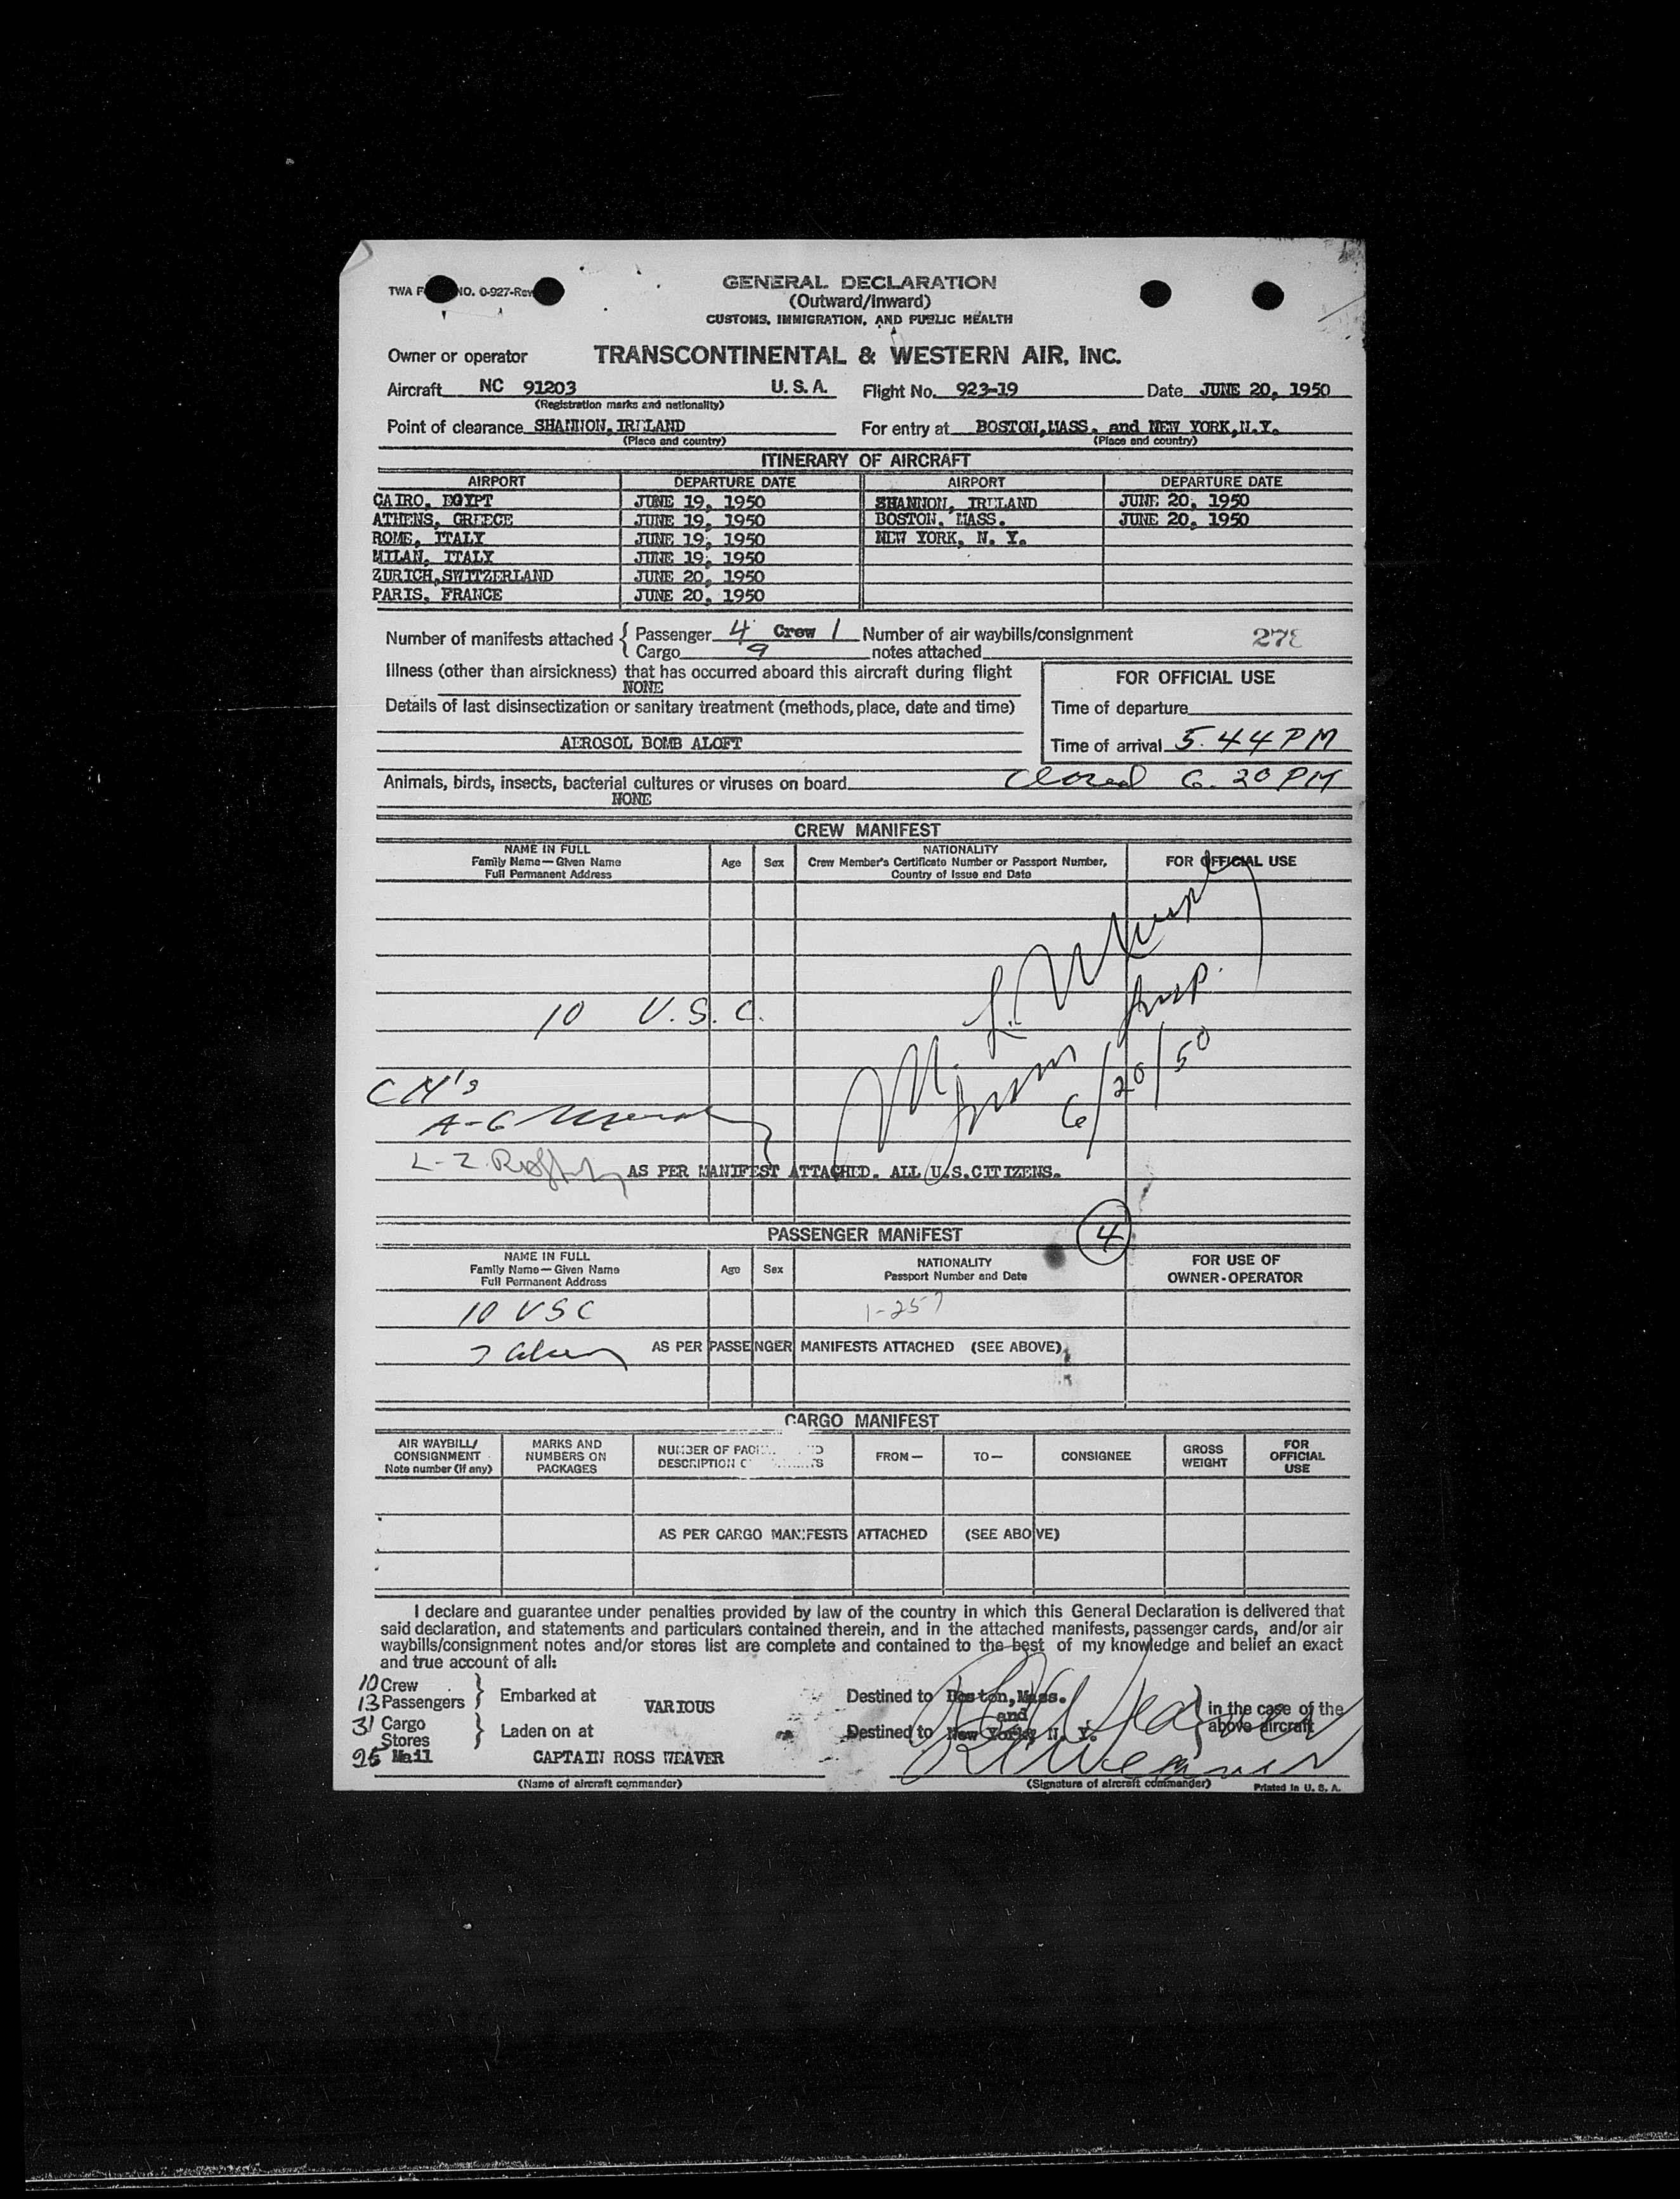 TWA F NO. 0-927-Rev
GENERAL DECLARATION
(Outward/Inward)
CUSTOMS, IMMIGRATION, AND PUBLIC HEALTH
Owner or operator TRANSCONTINENTAL & WESTERN AIR, INC.
Aircraft NC 91203 U.S.A. Flight No. 923-19 Date JUNE 20, 1950
(Registration marks and nationality)
Point of clearance SHANNON, IRELAND For entry at BOSTON, MASS. and NEW YORK, N.Y.
(Place and country) (Place and country)
ITINERARY OF AIRCRAFT
AIRPORT DEPARTURE DATE AIRPORT DEPARTURE DATE
CAIRO, EGYPT JUNE 19, 1950 SHANNON, IRELAND JUNE 20, 1950
ATHENS, GREECE JUNE 19, 1950 BOSTON, MASS. JUNE 20, 1950
ROME, ITALY JUNE 19, 1950 NEW YORK, N. Y.
MILAN, ITALY JUNE 19, 1950
ZURICH, SWITZERLAND JUNE 20, 1950
PARIS, FRANCE JUNE 20, 1950
Number of manifests attached { Passenger 4 Crew 1 Number of air waybills/consignment
Cargo 9 notes attached
Illness (other than airsickness) that has occurred aboard this aircraft during flight
NONE
FOR OFFICIAL USE
Details of last disinsectization or sanitary treatment (methods, place, date and time)
Time of departure
AEROSOL BOMB ALOFT
Time of arrival 5.44 PM
Animals, birds, insects, bacterial cultures or viruses on board Closed 6.20 PM
NONE
CREW MANIFEST
NAME IN FULL
Family Name—Given Name
Full Permanent Address
Age Sex
NATIONALITY
Crew Member's Certificate Number or Passport Number,
Country of Issue and Date
FOR OFFICIAL USE
10 U.S.C.
M. L. Murphy
Imm Insp.
6/20/50
CM's
A-G
L-Z
AS PER MANIFEST ATTACHED. ALL U.S.CITIZENS.
PASSENGER MANIFEST 4
NAME IN FULL
Family Name—Given Name
Full Permanent Address
Age Sex
NATIONALITY
Passport Number and Date
FOR USE OF
OWNER-OPERATOR
10 USC
AS PER PASSENGER MANIFESTS ATTACHED (SEE ABOVE)
CARGO MANIFEST
AIR WAYBILL/
CONSIGNMENT
Note number (if any)
MARKS AND
NUMBERS ON
PACKAGES
NUMBER OF
DESCRIPTION
FROM— TO— CONSIGNEE
GROSS
WEIGHT
FOR
OFFICIAL
USE
AS PER CARGO MANIFESTS ATTACHED (SEE ABOVE)
I declare and guarantee under penalties provided by law of the country in which this General Declaration is delivered that
said declaration, and statements and particulars contained therein, and in the attached manifests, passenger cards, and/or air
waybills/consignment notes and/or stores list are complete and contained to the best of my knowledge and belief an exact
and true account of all:
10 Crew
13 Passengers } Embarked at VARIOUS Destined to Boston, Mass.
and
in the case of the
above aircraft
31 Cargo
Stores } Laden on at Destined to New York, N. Y.
25 Mail CAPTAIN ROSS WEAVER R Weaver
(Name of aircraft commander) (Signature of aircraft commander) Printed in U. S. A.